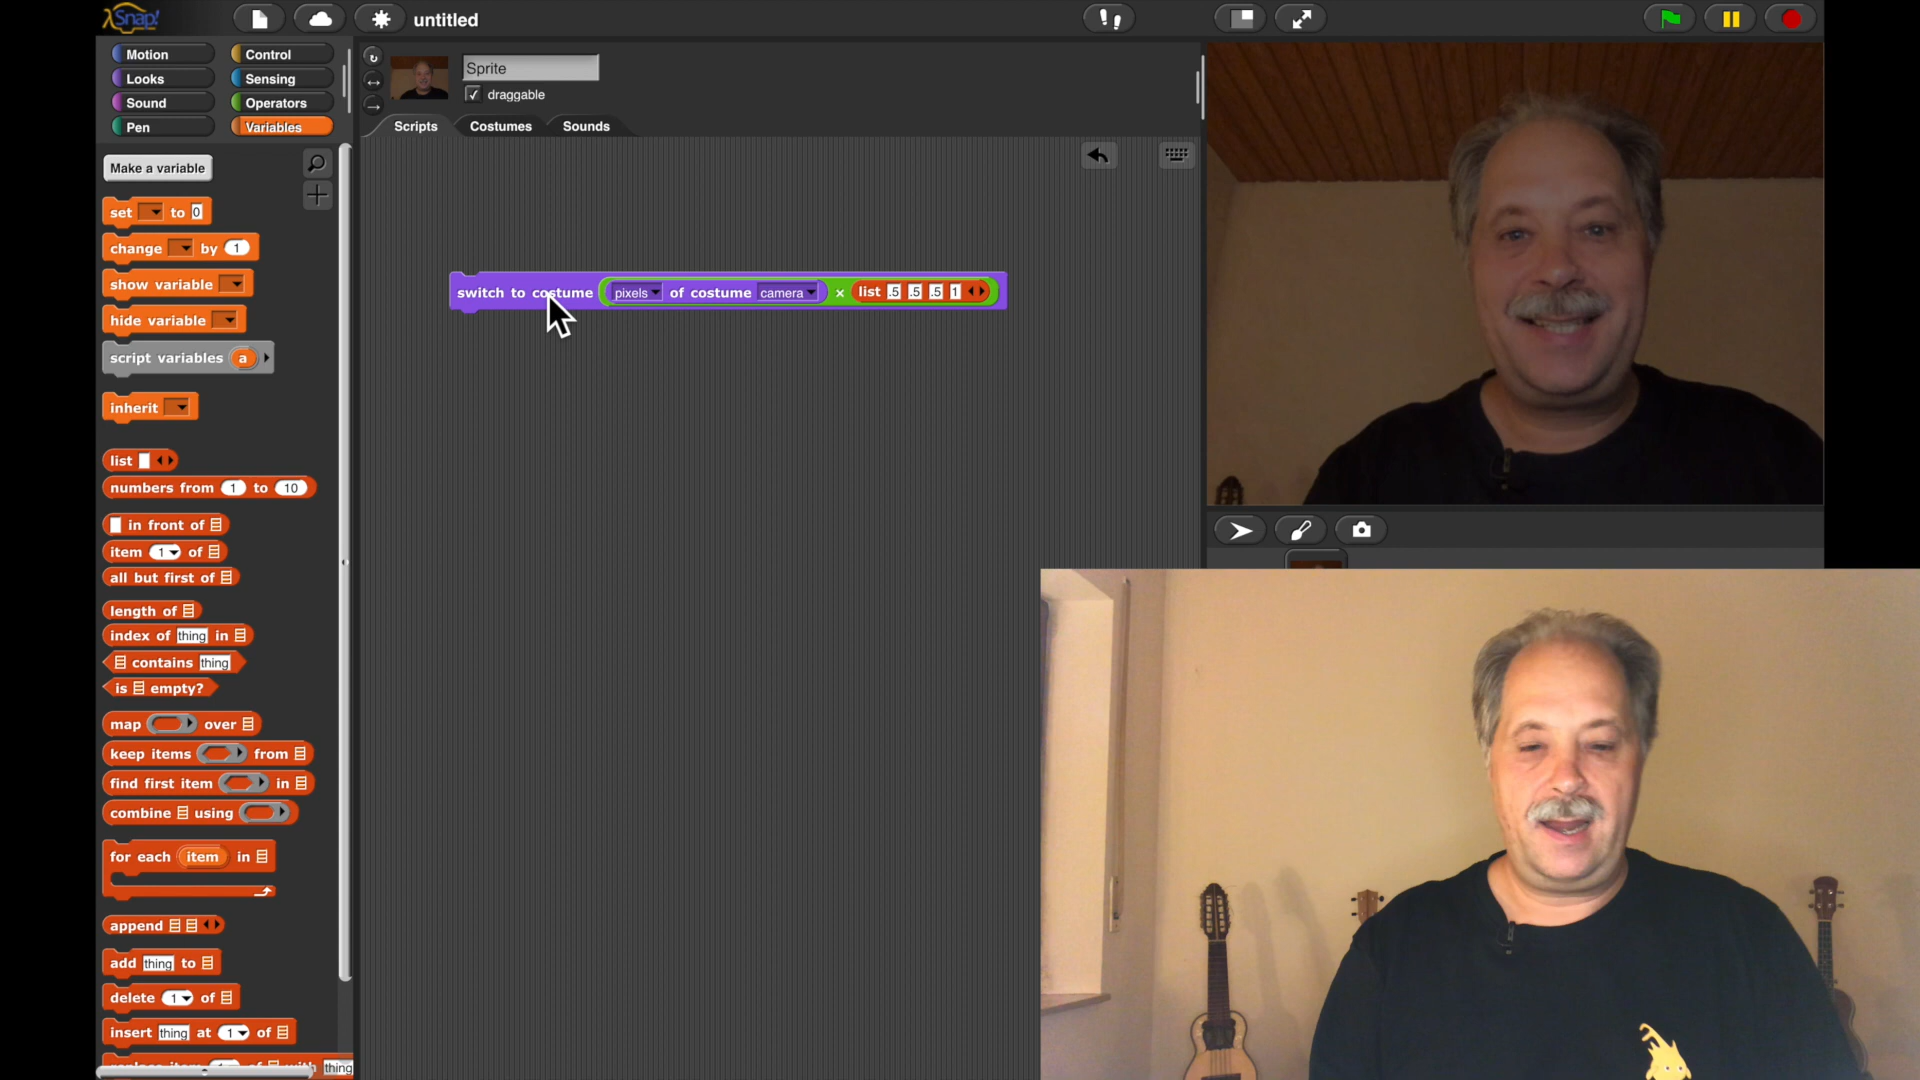 Snap!
untitled
Motion
Control
Looks
Sensing
Sound
Operators
Pen
Variables
Sprite
draggable
Scripts
Costumes
Sounds
Make a variable
set to 0
change by 1
show variable
hide variable
script variables a
inherit
list
numbers from 1 to 10
in front of
item 1 of
all but first of
length of
index of thing in
contains thing
is empty?
map over
keep items from
find first item in
combine using
for each item in
append
add thing to
delete 1 of
insert thing at 1 of
thing
switch to costume pixels of costume camera × list .5 .5 .5 1